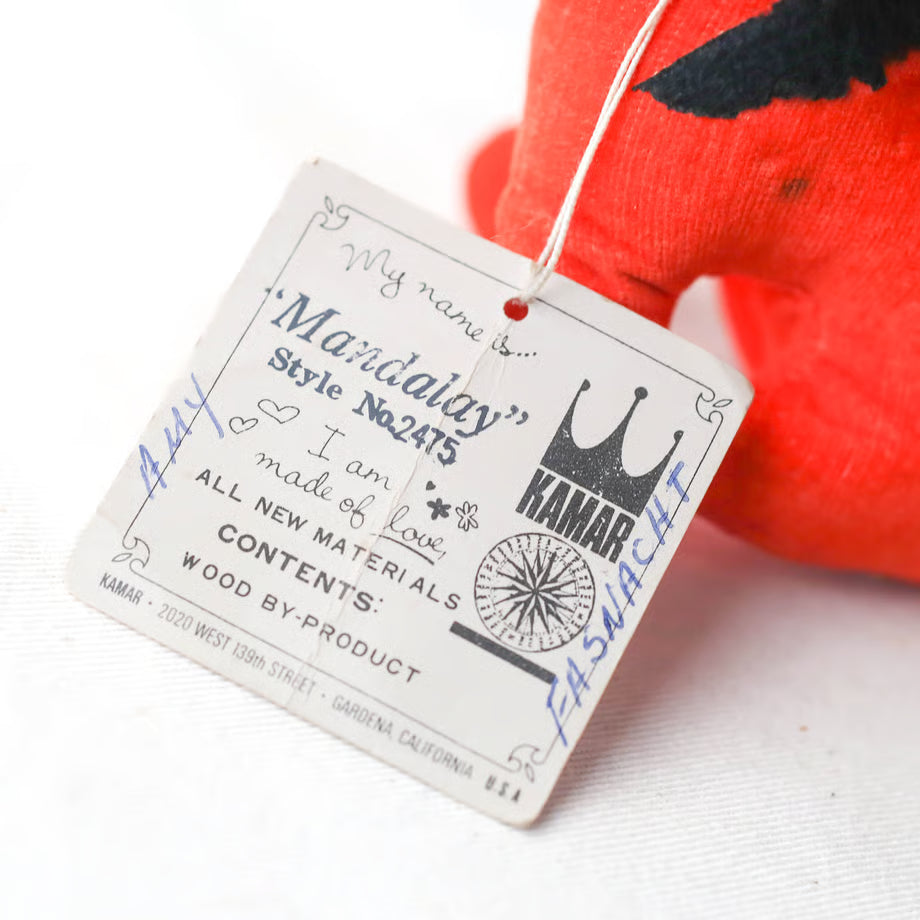 My name is...
“Mandalay”
Style No. 2475
I am
made of love,
ALL NEW MATERIALS
CONTENTS:
WOOD BY-PRODUCT
KAMAR • 2020 WEST 139th STREET • GARDENA, CALIFORNIA U.S.A
KAMAR
AMY
FASNACHT